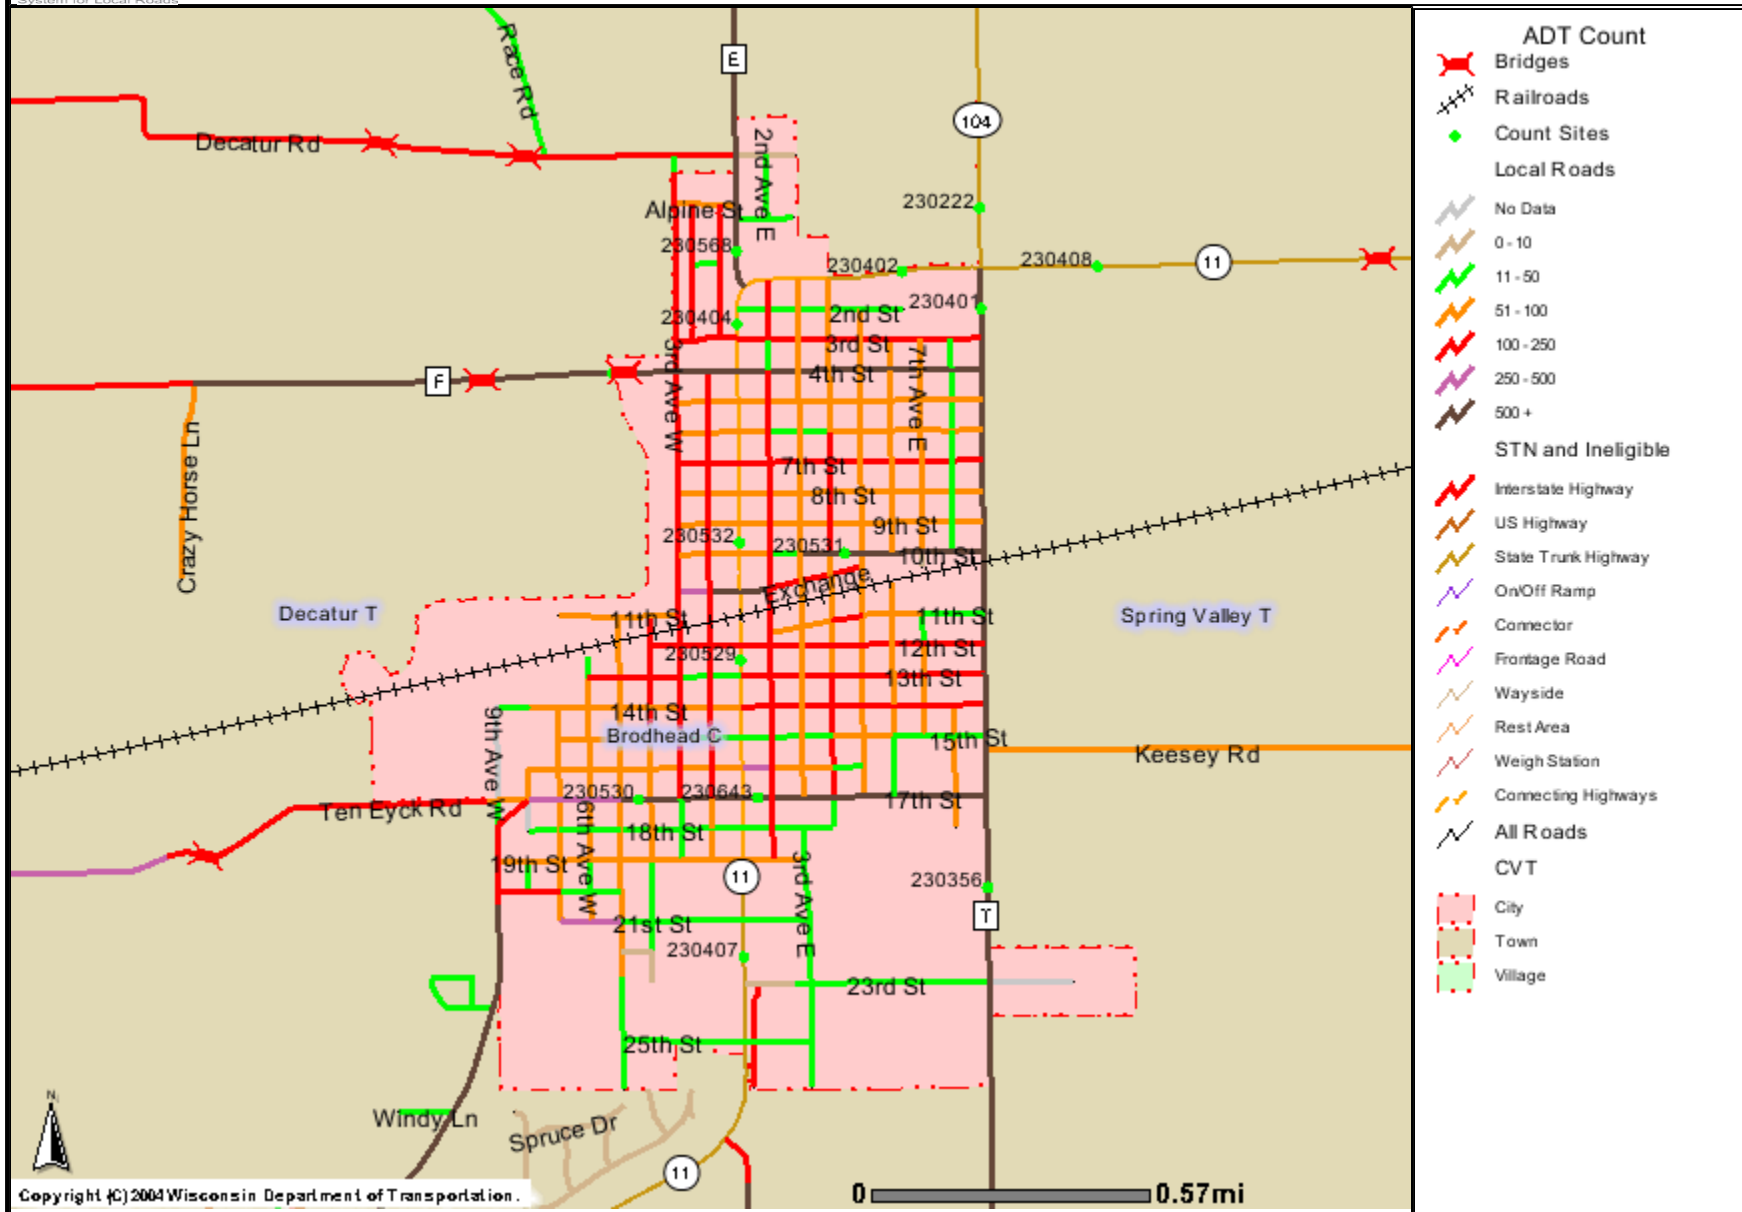 System for Local Roads
Race Rd
E
104
Decatur Rd
2nd Ave E
230222
Alpine St
230568
230402
230408
11
230401
2nd St
230404
3rd St
3rd Ave W
7th Ave E
4th St
F
Crazy Horse Ln
7th St
8th St
9th St
230532
230531
10th St
Exchange
Decatur T
11th St
11th St
Spring Valley T
12th St
230529
13th St
9th Ave W
14th St
Brodhead C
15th St
Keesey Rd
230530
230643
17th St
Ten Eyck Rd
6th Ave W
18th St
3rd Ave E
19th St
11
230356
T
21st St
230407
23rd St
25th St
N
Windy Ln
Spruce Dr
11
Copyright (C) 2004 Wisconsin Department of Transportation.
0 0.57mi
ADT Count
Bridges
Railroads
Count Sites
Local Roads
No Data
0 - 10
11 - 50
51 - 100
100 - 250
250 - 500
500 +
STN and Ineligible
Interstate Highway
US Highway
State Trunk Highway
On/Off Ramp
Connector
Frontage Road
Wayside
Rest Area
Weigh Station
Connecting Highways
All Roads
CVT
City
Town
Village